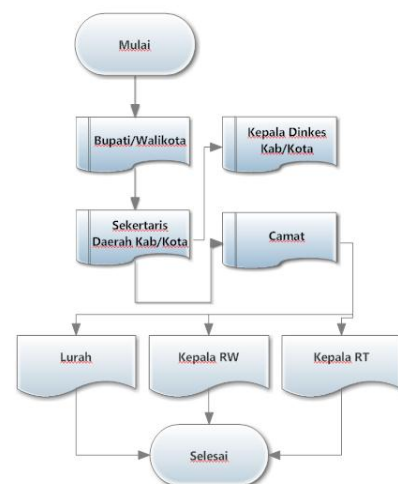 Mulai
Bupati/Walikota
Kepala Dinkes
Kab/Kota
Sekertaris
Daerah Kab/Kota
Camat
Lurah
Kepala RW
Kepala RT
Selesai